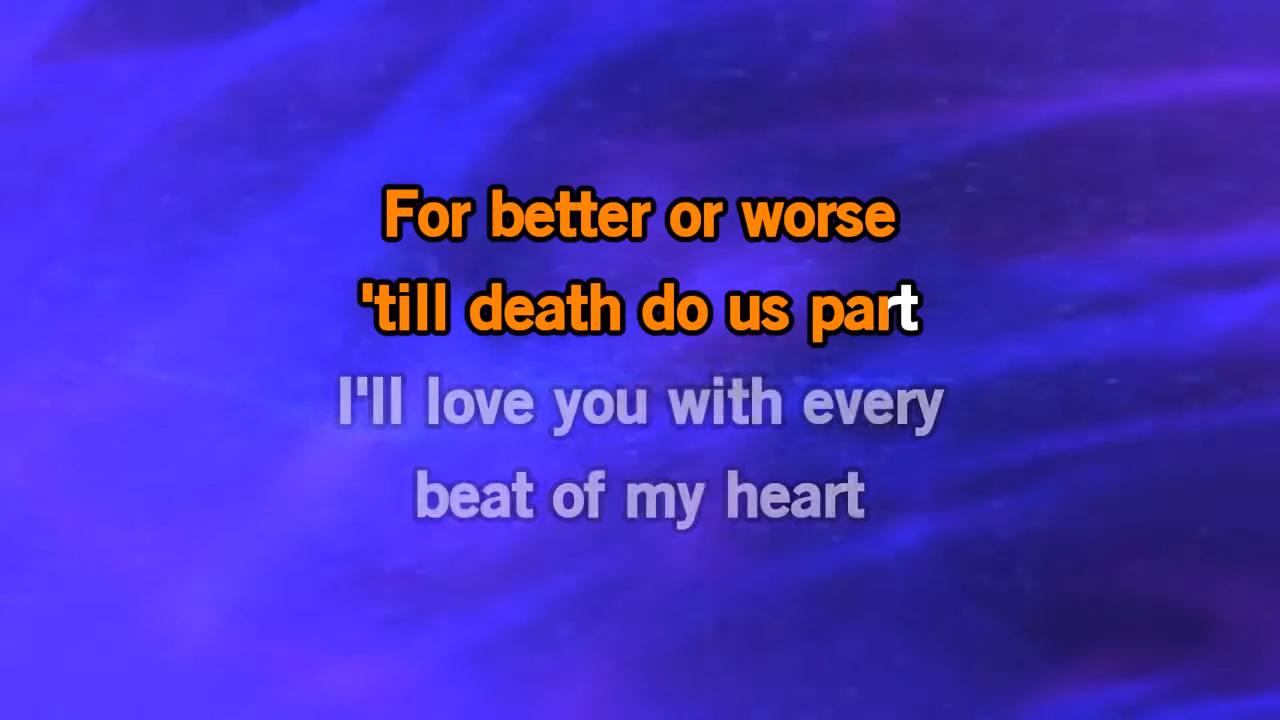 For better or worse
'till death do us part
I'll love you with every
beat of my heart